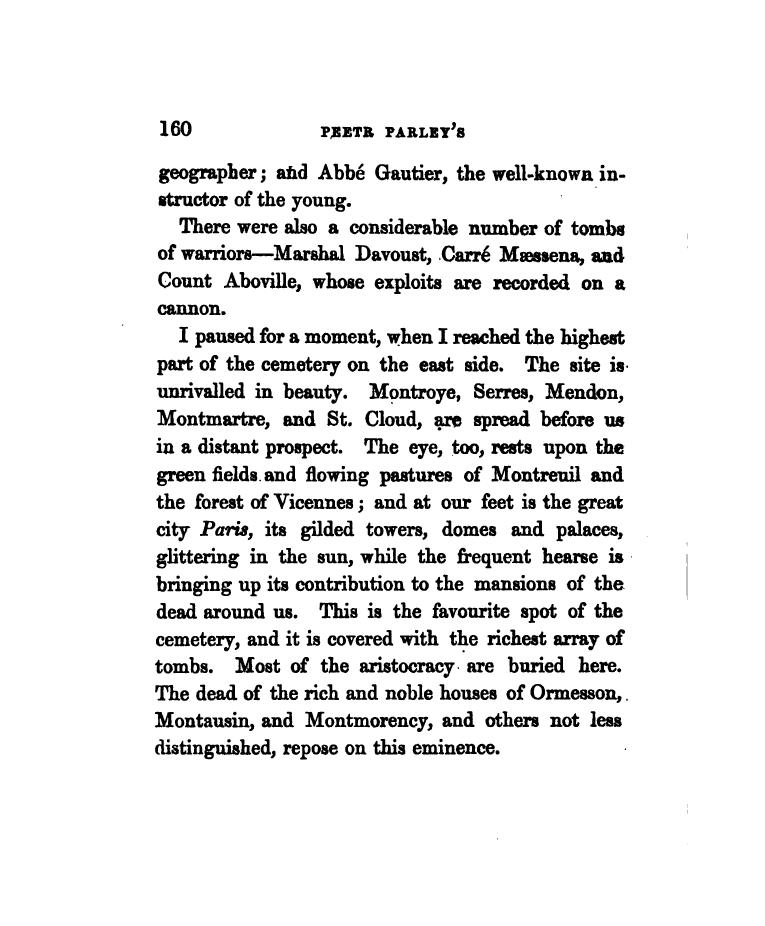 160 PEETR PARLEY'S
geographer; and Abbé Gautier, the well-known in-
structor of the young.
There were also a considerable number of tombs
of warriors—Marshal Davoust, Carré Mæssena, and
Count Aboville, whose exploits are recorded on a
cannon.
I paused for a moment, when I reached the highest
part of the cemetery on the east side. The site is
unrivalled in beauty. Montroye, Serres, Mendon,
Montmartre, and St. Cloud, are spread before us
in a distant prospect. The eye, too, rests upon the
green fields and flowing pastures of Montreuil and
the forest of Vicennes; and at our feet is the great
city Paris, its gilded towers, domes and palaces,
glittering in the sun, while the frequent hearse is
bringing up its contribution to the mansions of the
dead around us. This is the favourite spot of the
cemetery, and it is covered with the richest array of
tombs. Most of the aristocracy are buried here.
The dead of the rich and noble houses of Ormesson,
Montausin, and Montmorency, and others not less
distinguished, repose on this eminence.